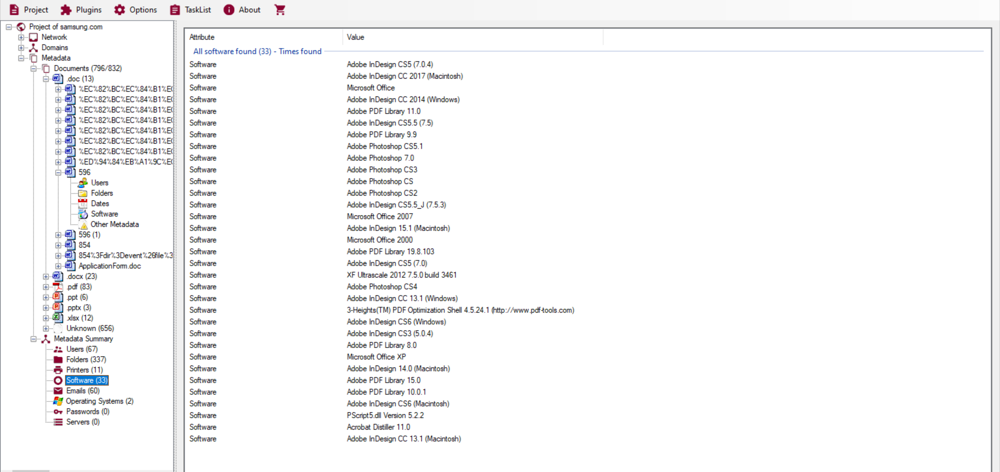 Project Plugins Options TaskList About
Project of samsung.com
Network
Domains
Metadata
Documents (796/832)
.doc (13)
%EC%82%BC%EC%84%B1%E
%EC%82%BC%EC%84%B1%E
%EC%82%BC%EC%84%B1%E
%EC%82%BC%EC%84%B1%E
%EC%82%BC%EC%84%B1%E
%EC%82%BC%EC%84%B1%E
%EC%82%BC%EC%84%B1%E
%ED%94%84%EB%A1%9C%E
596
Users
Folders
Dates
Software
Other Metadata
596 (1)
854
854%3Fdir%3Devent%26file%3
ApplicationForm.doc
.docx (23)
.pdf (83)
.ppt (6)
.pptx (3)
.xlsx (12)
Unknown (656)
Metadata Summary
Users (67)
Folders (337)
Printers (11)
Software (33)
Emails (60)
Operating Systems (2)
Passwords (0)
Servers (0)
Attribute Value
All software found (33) - Times found
Software Adobe InDesign CS5 (7.0.4)
Software Adobe InDesign CC 2017 (Macintosh)
Software Microsoft Office
Software Adobe InDesign CC 2014 (Windows)
Software Adobe PDF Library 11.0
Software Adobe InDesign CS5.5 (7.5)
Software Adobe PDF Library 9.9
Software Adobe Photoshop CS5.1
Software Adobe Photoshop 7.0
Software Adobe Photoshop CS3
Software Adobe Photoshop CS
Software Adobe Photoshop CS2
Software Adobe InDesign CS5.5_J (7.5.3)
Software Microsoft Office 2007
Software Adobe InDesign 15.1 (Macintosh)
Software Microsoft Office 2000
Software Adobe PDF Library 19.8.103
Software Adobe InDesign CS5 (7.0)
Software XF Ultrascale 2012 7.5.0 build 3461
Software Adobe Photoshop CS4
Software Adobe InDesign CC 13.1 (Windows)
Software 3-Heights(TM) PDF Optimization Shell 4.5.24.1 (http://www.pdf-tools.com)
Software Adobe InDesign CS6 (Windows)
Software Adobe InDesign CS3 (5.0.4)
Software Adobe PDF Library 8.0
Software Microsoft Office XP
Software Adobe InDesign 14.0 (Macintosh)
Software Adobe PDF Library 15.0
Software Adobe PDF Library 10.0.1
Software Adobe InDesign CS6 (Macintosh)
Software PScript5.dll Version 5.2.2
Software Acrobat Distiller 11.0
Software Adobe InDesign CC 13.1 (Macintosh)